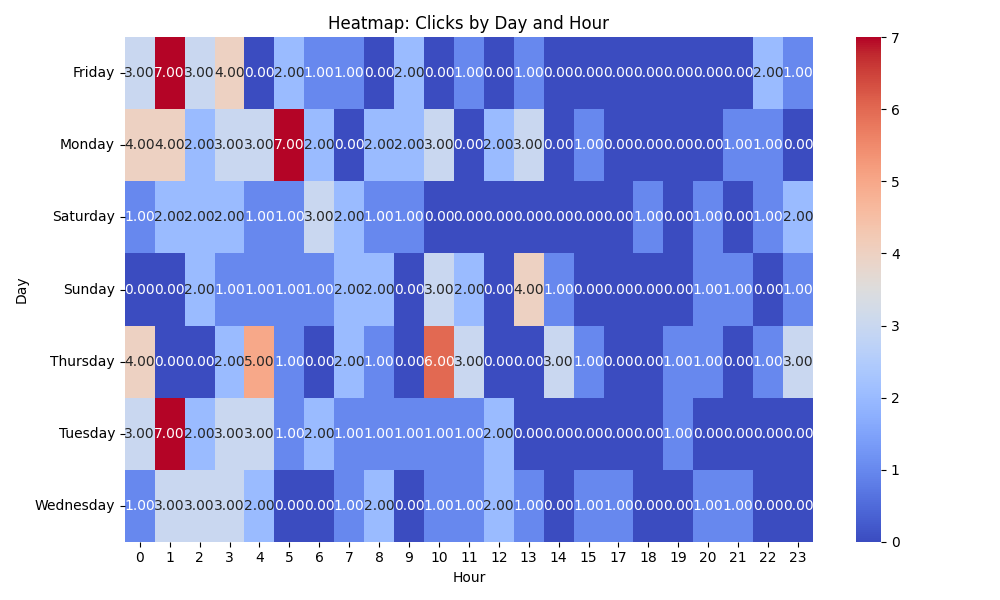 Heatmap: Clicks by Day and Hour
Friday 3.00 7.00 3.00 4.00 0.00 2.00 1.00 1.00 0.00 2.00 0.00 1.00 0.00 1.00 0.00 0.00 0.00 0.00 0.00 0.00 0.00 2.00 1.00
Monday 4.00 4.00 2.00 3.00 3.00 7.00 2.00 0.00 2.00 2.00 3.00 0.00 2.00 3.00 0.00 1.00 0.00 0.00 0.00 0.00 1.00 1.00 0.00
Saturday 1.00 2.00 2.00 2.00 1.00 1.00 3.00 2.00 1.00 1.00 0.00 0.00 0.00 0.00 0.00 0.00 0.00 1.00 0.00 1.00 0.00 1.00 2.00
Sunday 0.00 0.00 2.00 1.00 1.00 1.00 1.00 2.00 2.00 0.00 3.00 2.00 0.00 4.00 1.00 0.00 0.00 0.00 0.00 1.00 1.00 0.00 1.00
Thursday 4.00 0.00 0.00 2.00 5.00 1.00 0.00 2.00 1.00 0.00 6.00 3.00 0.00 0.00 3.00 1.00 0.00 0.00 1.00 1.00 0.00 1.00 3.00
Tuesday 3.00 7.00 2.00 3.00 3.00 1.00 2.00 1.00 1.00 1.00 1.00 1.00 2.00 0.00 0.00 0.00 0.00 0.00 1.00 0.00 0.00 0.00 0.00
Wednesday 1.00 3.00 3.00 3.00 2.00 0.00 0.00 1.00 2.00 0.00 1.00 1.00 2.00 1.00 0.00 1.00 1.00 0.00 0.00 1.00 1.00 0.00 0.00
0 1 2 3 4 5 6 7 8 9 10 11 12 13 14 15 17 18 19 20 21 22 23
Hour
Day
7
6
5
4
3
2
1
0